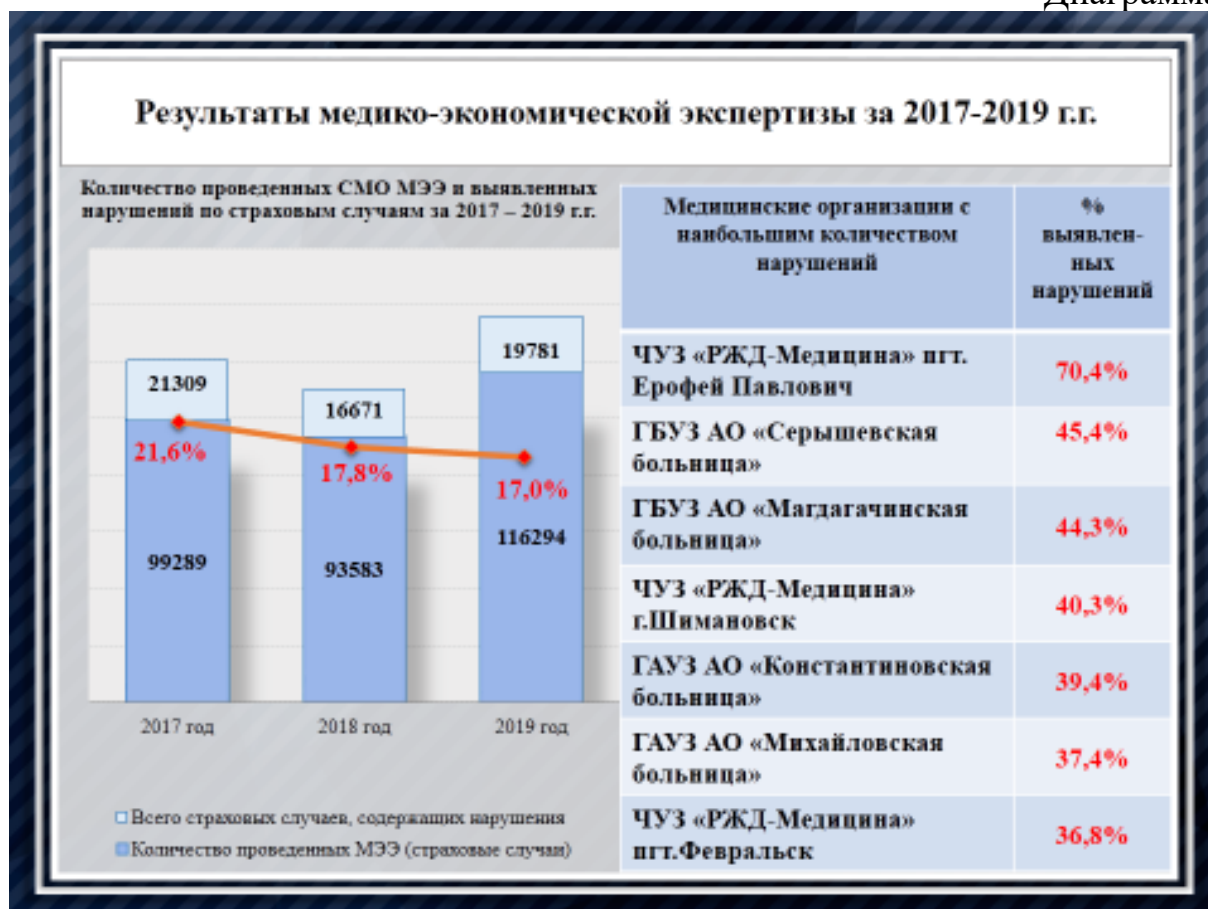 Диаграмма
Результаты медико-экономической экспертизы за 2017-2019 г.г.
Количество проведенных СМО МЭЭ и выявленных
нарушений по страховым случаям за 2017 – 2019 г.г.
21309
16671
19781
21,6%
17,8%
17,0%
99289
93583
116294
2017 год
2018 год
2019 год
Всего страховых случаев, содержащих нарушения
Количество проведенных МЭЭ (страховые случаи)
Медицинские организации с
наибольшим количеством
нарушений
%
выявлен-
ных
нарушений
ЧУЗ «РЖД-Медицина» пгт.
Ерофей Павлович
70,4%
ГБУЗ АО «Серышевская
больница»
45,4%
ГБУЗ АО «Магдагачинская
больница»
44,3%
ЧУЗ «РЖД-Медицина»
г.Шимановск
40,3%
ГАУЗ АО «Константиновская
больница»
39,4%
ГАУЗ АО «Михайловская
больница»
37,4%
ЧУЗ «РЖД-Медицина»
пгт.Февральск
36,8%